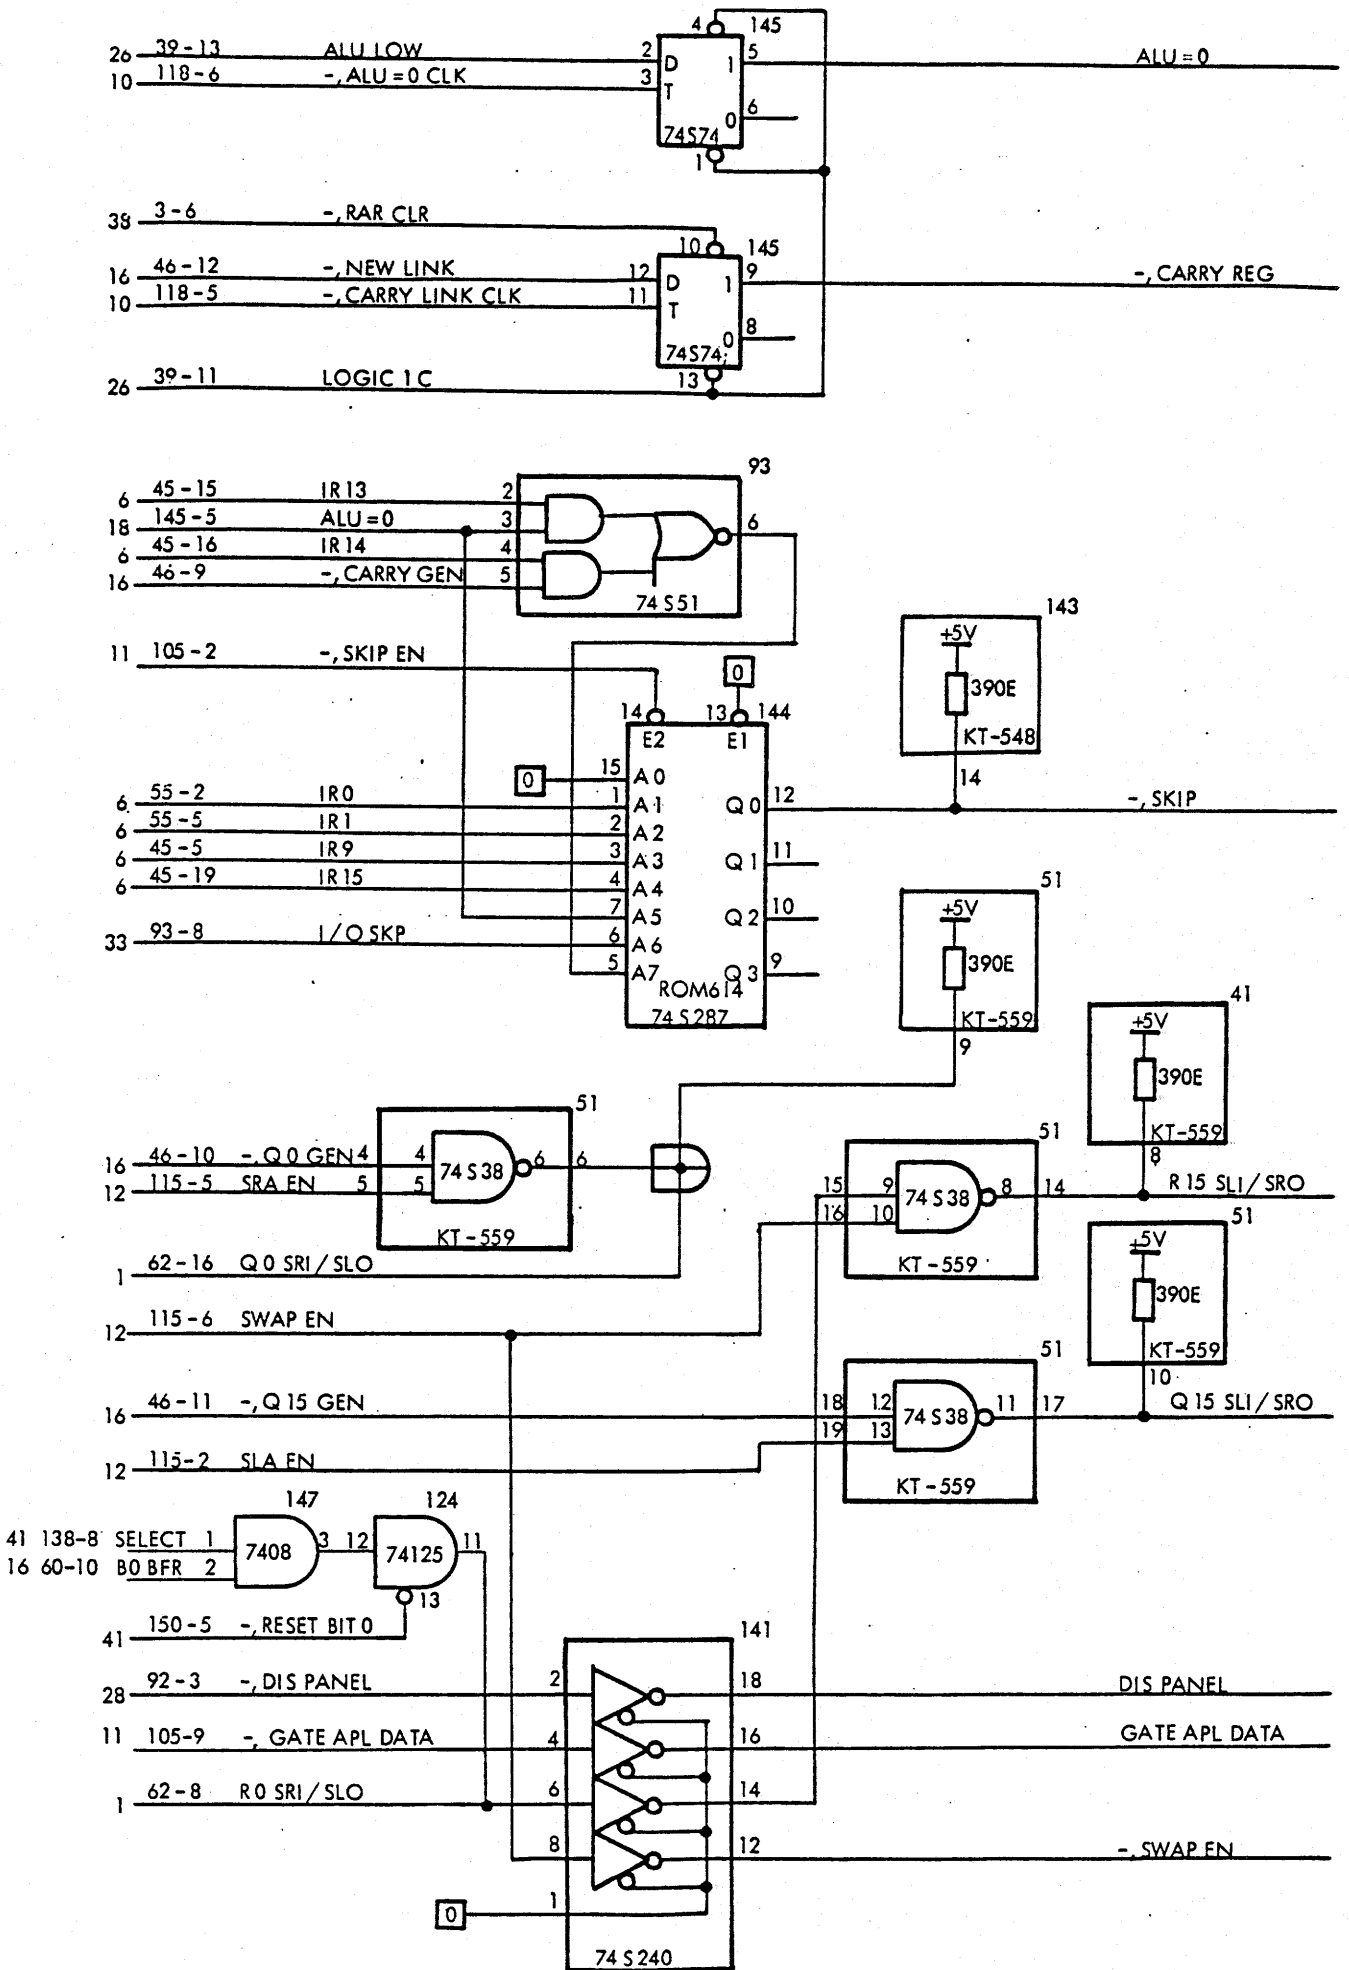 4 145
26 39-13 ALU LOW 2 D 1 5 ALU=0
10 118-6 -,ALU=0 CLK 3 T
0 6
74S74
1
38 3-6 -,RAR CLR
10 145
16 46-12 -,NEW LINK 12 D 1 9 -,CARRY REG
10 118-5 -,CARRY LINK CLK 11 T
0 8
74S74
13
26 39-11 LOGIC 1 C
93
6 45-15 IR13 2
18 145-5 ALU=0 3 6
6 45-16 IR14 4
16 46-9 -,CARRY GEN 5
74 S51
143
+5V
390E
KT-548
14
11 105-2 -,SKIP EN
0
14 13 144
E2 E1
0 15 A0
6 55-2 IR0 1 A1 Q0 12 -,SKIP
6 55-5 IR1 2 A2
6 45-5 IR9 3 A3 Q1 11
6 45-19 IR15 4 A4
7 A5 Q2 10
33 93-8 I/O SKP 6 A6
5 A7 Q3 9
ROM614
74 S287
51
+5V
390E
KT-559
9
41
+5V
390E
KT-559
8
51
16 46-10 -,Q0 GEN 4 4 74 S38 6 6
12 115-5 SRA EN 5 5
KT-559
51
15 9 74 S38 8 14 R15 SLI/SRO
16 10
KT-559
1 62-16 Q0 SRI/SLO
51
+5V
390E
KT-559
10
12 115-6 SWAP EN
51
16 46-11 -,Q15 GEN 18 12 74 S38 11 17 Q15 SLI/SRO
19 13
12 115-2 SLA EN
KT-559
147 124
41 138-8 SELECT 1 7408 3 12 74125 11
16 60-10 B0 BFR 2
13
41 150-5 -,RESET BIT 0
141
28 92-3 -,DIS PANEL 2 18 DIS PANEL
11 105-9 -, GATE APL DATA 4 16 GATE APL DATA
1 62-8 R0 SRI/SLO 6 14
8 12 -,SWAP EN
0 1
74 S240